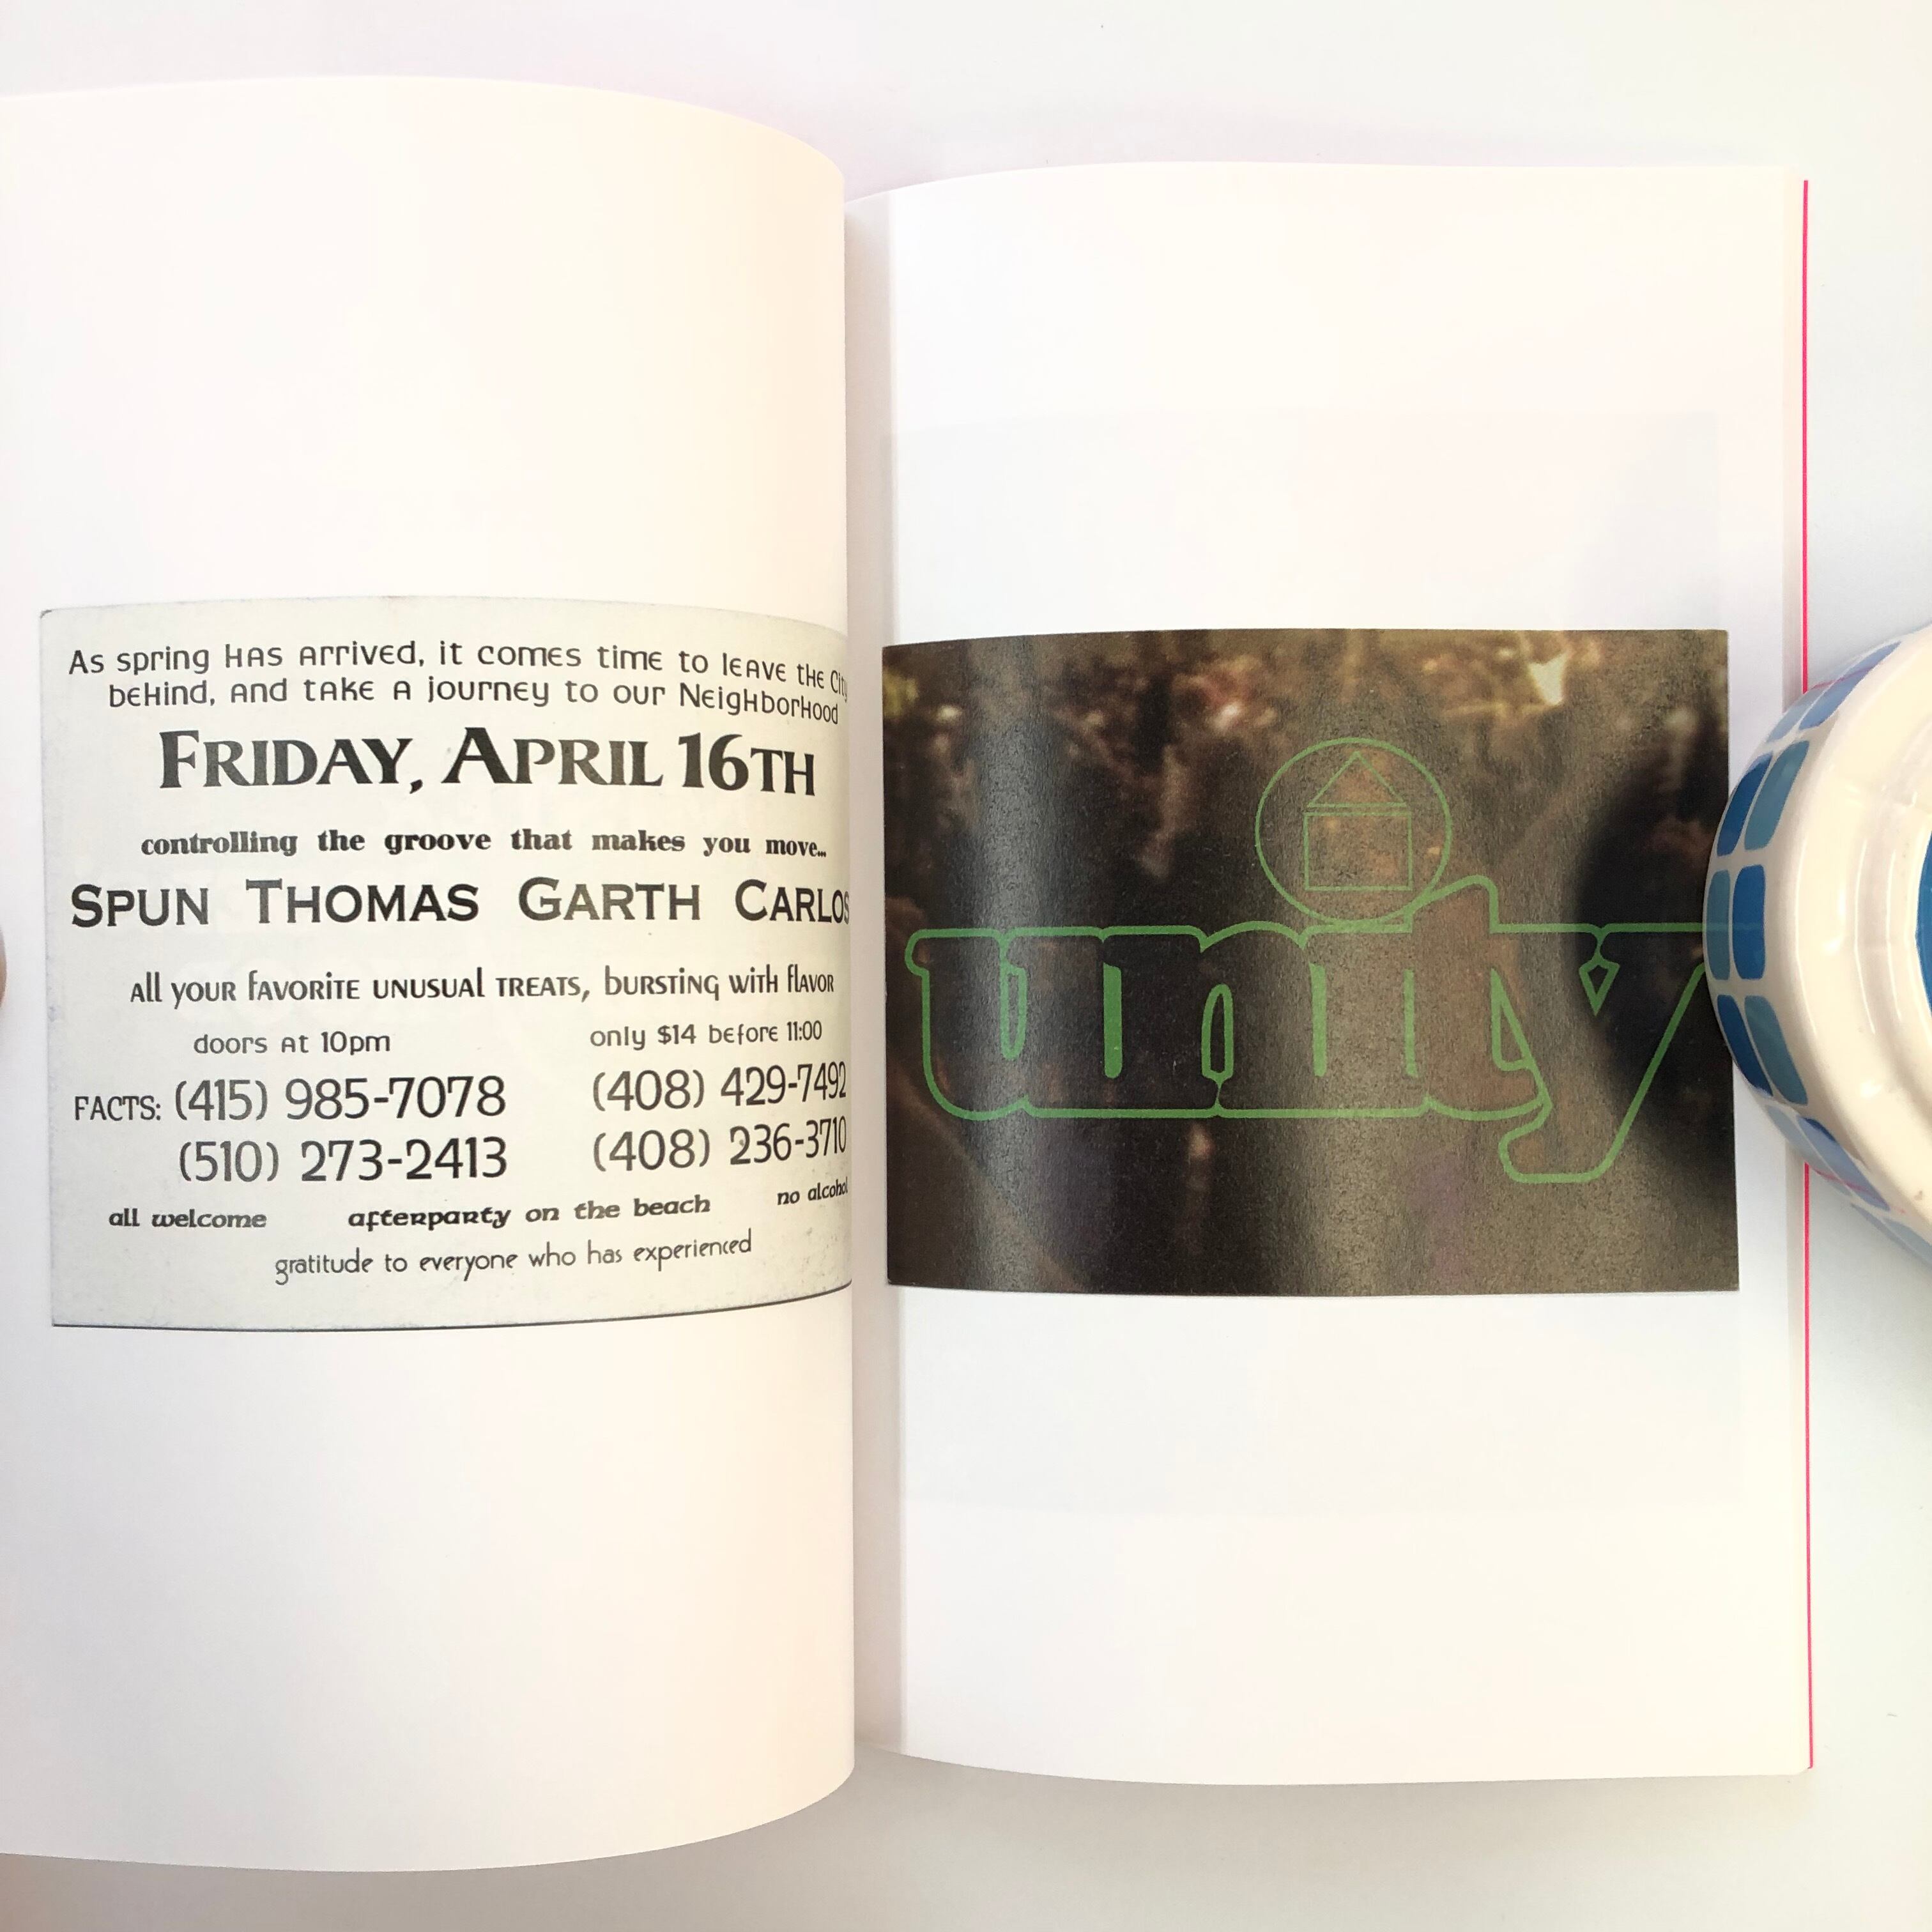 As spring has arrived, it comes time to leave the City
behind, and take a journey to our Neighborhood
Friday, April 16th
controlling the groove that makes you move...
Spun Thomas Garth Carlos
all your favorite unusual treats, bursting with flavor
doors at 10pm only $14 before 11:00
FACTS: (415) 985-7078 (408) 429-7492
(510) 273-2413 (408) 236-3710
all welcome afterparty on the beach no alcohol
gratitude to everyone who has experienced
unity